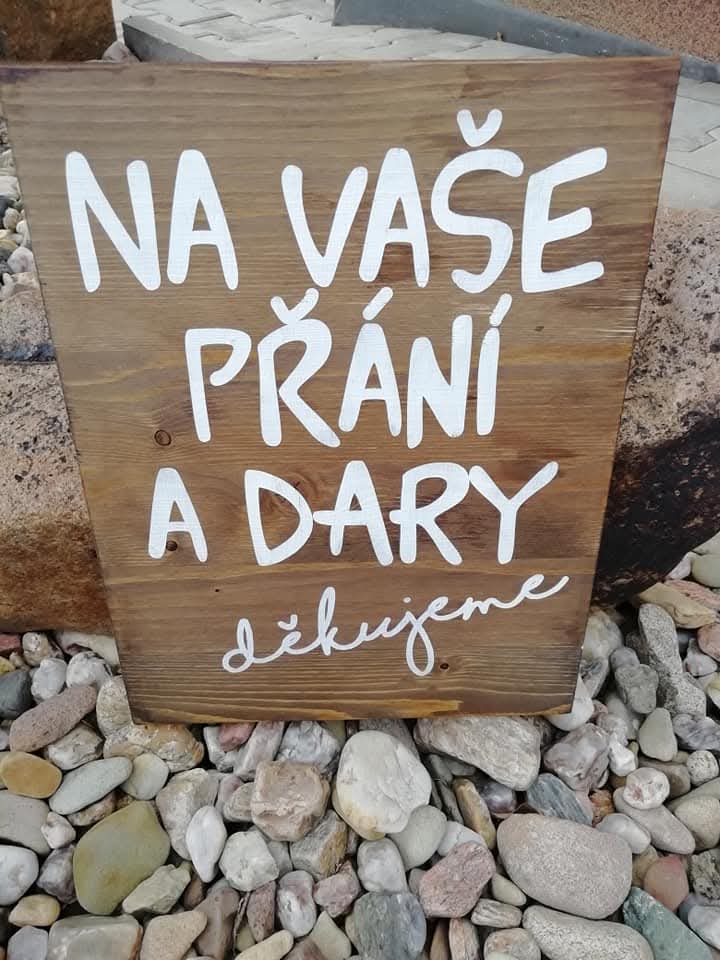 NA VAŠE
PŘÁNÍ
A DARY
děkujeme